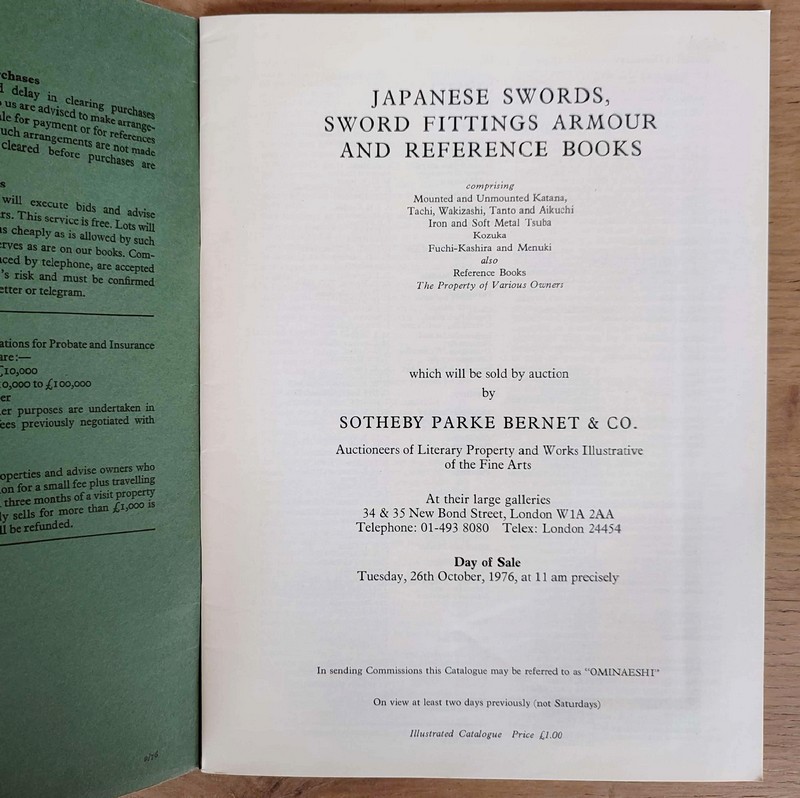 chases
delay in clearing purchases
us are advised to make arrange-
le for payment or for references
uch arrangements are not made
cleared before purchases are
s
will execute bids and advise
rs. This service is free. Lots will
s cheaply as is allowed by such
rves as are on our books. Com-
ced by telephone, are accepted
's risk and must be confirmed
etter or telegram.
ations for Probate and Insurance
are:—
£10,000
0,000 to £100,000
er
er purposes are undertaken in
ees previously negotiated with
operties and advise owners who
on for a small fee plus travelling
three months of a visit property
ly sells for more than £1,000 is
ll be refunded.
JAPANESE SWORDS,
SWORD FITTINGS ARMOUR
AND REFERENCE BOOKS
comprising
Mounted and Unmounted Katana,
Tachi, Wakizashi, Tanto and Aikuchi
Iron and Soft Metal Tsuba
Kozuka
Fuchi-Kashira and Menuki
also
Reference Books
The Property of Various Owners
which will be sold by auction
by
SOTHEBY PARKE BERNET & CO.
Auctioneers of Literary Property and Works Illustrative
of the Fine Arts
At their large galleries
34 & 35 New Bond Street, London W1A 2AA
Telephone: 01-493 8080 Telex: London 24454
Day of Sale
Tuesday, 26th October, 1976, at 11 am precisely
In sending Commissions this Catalogue may be referred to as "OMINAESHI"
On view at least two days previously (not Saturdays)
Illustrated Catalogue Price £1.00